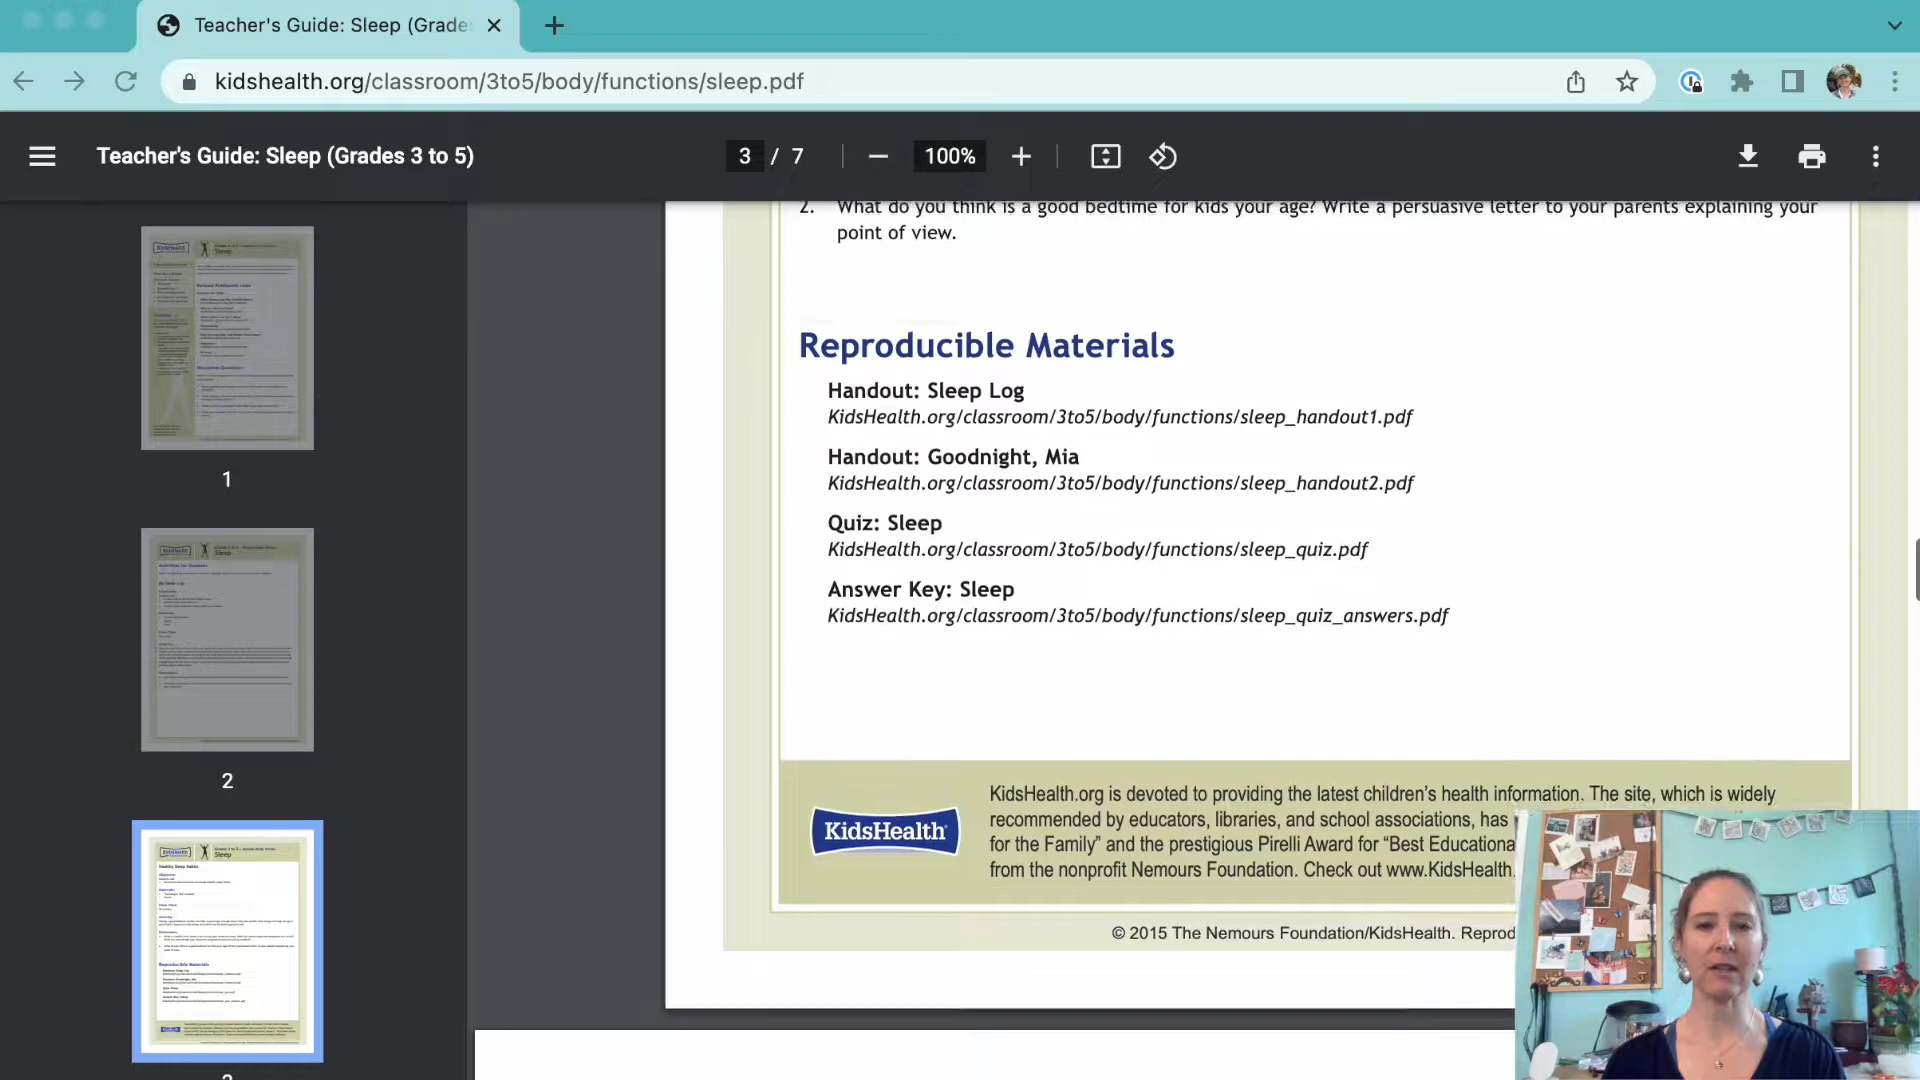 Teacher's Guide: Sleep (Grade
kidshealth.org/classroom/3to5/body/functions/sleep.pdf
Teacher's Guide: Sleep (Grades 3 to 5)
3 / 7
100%
1
2
2. What do you think is a good bedtime for kids your age? Write a persuasive letter to your parents explaining your
point of view.
Reproducible Materials
Handout: Sleep Log
KidsHealth.org/classroom/3to5/body/functions/sleep_handout1.pdf
Handout: Goodnight, Mia
KidsHealth.org/classroom/3to5/body/functions/sleep_handout2.pdf
Quiz: Sleep
KidsHealth.org/classroom/3to5/body/functions/sleep_quiz.pdf
Answer Key: Sleep
KidsHealth.org/classroom/3to5/body/functions/sleep_quiz_answers.pdf
KidsHealth
KidsHealth.org is devoted to providing the latest children's health information. The site, which is widely
recommended by educators, libraries, and school associations, has
for the Family" and the prestigious Pirelli Award for "Best Educationa
from the nonprofit Nemours Foundation. Check out www.KidsHealth.
© 2015 The Nemours Foundation/KidsHealth. Reprod